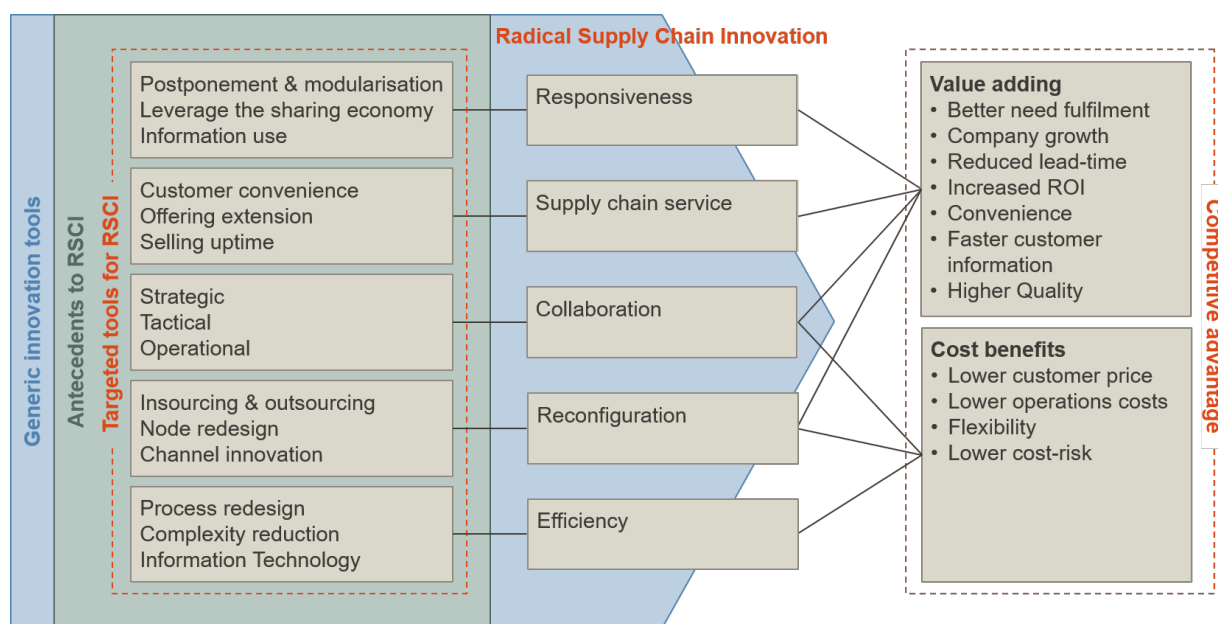 Radical Supply Chain Innovation
Generic innovation tools
Antecedents to RSCI
Targeted tools for RSCI
Postponement & modularisation
Leverage the sharing economy
Information use
Customer convenience
Offering extension
Selling uptime
Strategic
Tactical
Operational
Insourcing & outsourcing
Node redesign
Channel innovation
Process redesign
Complexity reduction
Information Technology
Responsiveness
Supply chain service
Collaboration
Reconfiguration
Efficiency
Value adding
• Better need fulfilment
• Company growth
• Reduced lead-time
• Increased ROI
• Convenience
• Faster customer
information
• Higher Quality
Cost benefits
• Lower customer price
• Lower operations costs
• Flexibility
• Lower cost-risk
Competitive advantage